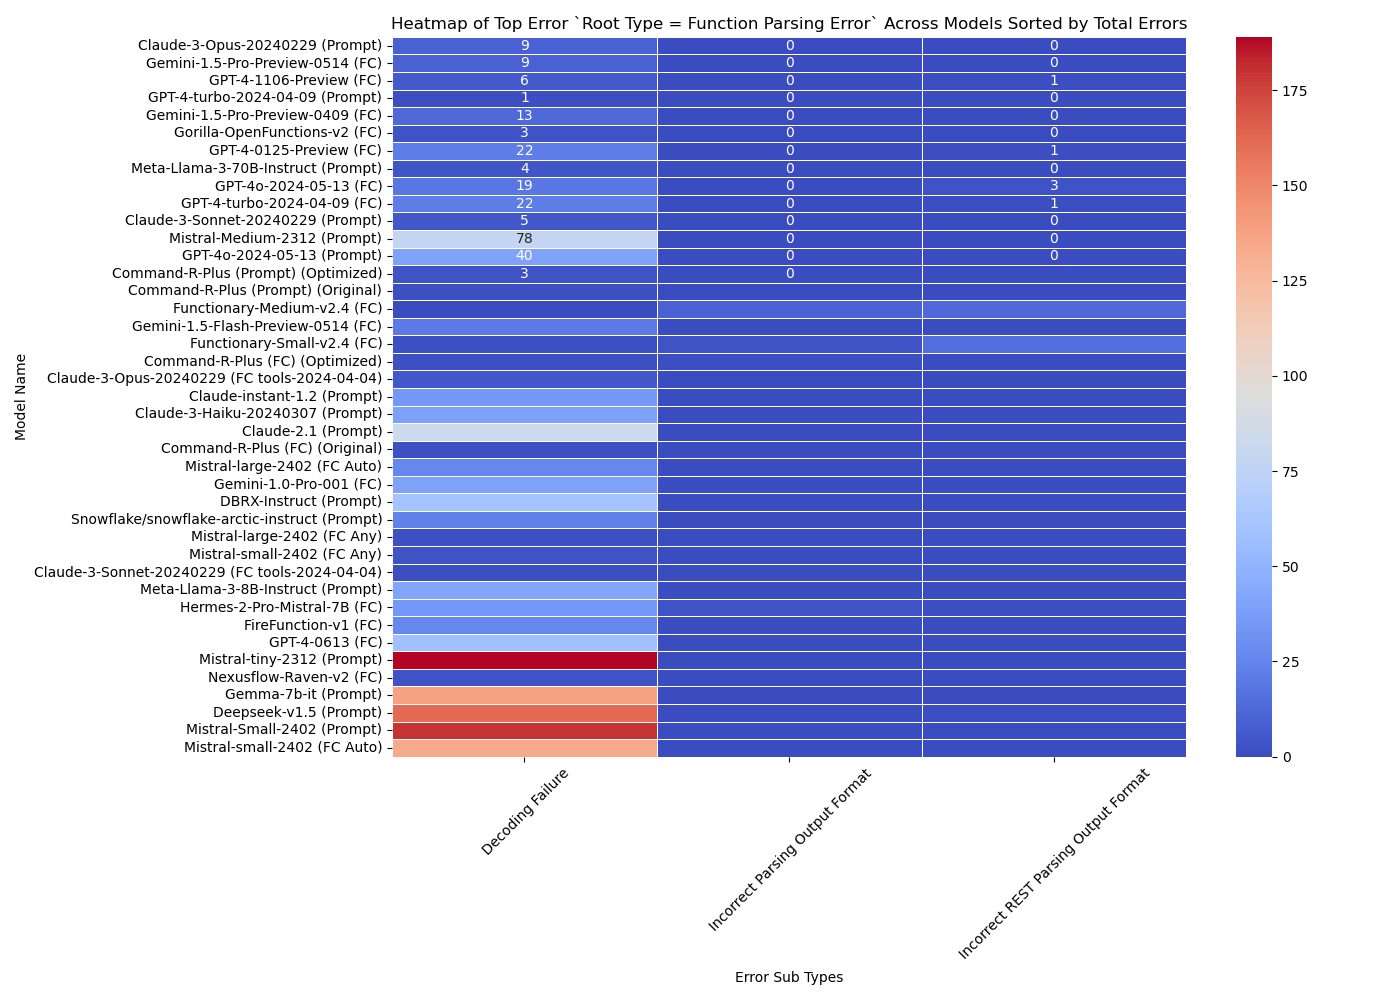 Heatmap of Top Error `Root Type = Function Parsing Error` Across Models Sorted by Total Errors
Claude-3-Opus-20240229 (Prompt) 9 0 0
Gemini-1.5-Pro-Preview-0514 (FC) 9 0 0
GPT-4-1106-Preview (FC) 6 0 1
GPT-4-turbo-2024-04-09 (Prompt) 1 0 0
Gemini-1.5-Pro-Preview-0409 (FC) 13 0 0
Gorilla-OpenFunctions-v2 (FC) 3 0 0
GPT-4-0125-Preview (FC) 22 0 1
Meta-Llama-3-70B-Instruct (Prompt) 4 0 0
GPT-4o-2024-05-13 (FC) 19 0 3
GPT-4-turbo-2024-04-09 (FC) 22 0 1
Claude-3-Sonnet-20240229 (Prompt) 5 0 0
Mistral-Medium-2312 (Prompt) 78 0 0
GPT-4o-2024-05-13 (Prompt) 40 0 0
Command-R-Plus (Prompt) (Optimized) 3 0
Command-R-Plus (Prompt) (Original)
Functionary-Medium-v2.4 (FC)
Gemini-1.5-Flash-Preview-0514 (FC)
Functionary-Small-v2.4 (FC)
Command-R-Plus (FC) (Optimized)
Claude-3-Opus-20240229 (FC tools-2024-04-04)
Claude-instant-1.2 (Prompt)
Claude-3-Haiku-20240307 (Prompt)
Claude-2.1 (Prompt)
Command-R-Plus (FC) (Original)
Mistral-large-2402 (FC Auto)
Gemini-1.0-Pro-001 (FC)
DBRX-Instruct (Prompt)
Snowflake/snowflake-arctic-instruct (Prompt)
Mistral-large-2402 (FC Any)
Mistral-small-2402 (FC Any)
Claude-3-Sonnet-20240229 (FC tools-2024-04-04)
Meta-Llama-3-8B-Instruct (Prompt)
Hermes-2-Pro-Mistral-7B (FC)
FireFunction-v1 (FC)
GPT-4-0613 (FC)
Mistral-tiny-2312 (Prompt)
Nexusflow-Raven-v2 (FC)
Gemma-7b-it (Prompt)
Deepseek-v1.5 (Prompt)
Mistral-Small-2402 (Prompt)
Mistral-small-2402 (FC Auto)
Model Name
Decoding Failure
Incorrect Parsing Output Format
Incorrect REST Parsing Output Format
Error Sub Types
175
150
125
100
75
50
25
0